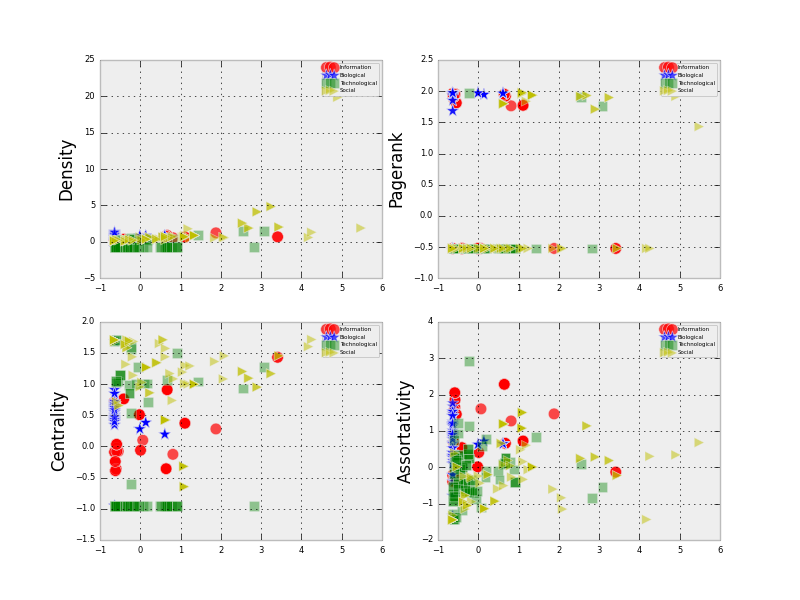 25
20
15
10
5
0
−5
−1 0 1 2 3 4 5 6
Density
Information
Biological
Technological
Social
2.5
2.0
1.5
1.0
0.5
0.0
−0.5
−1.0
−1 0 1 2 3 4 5 6
Pagerank
Information
Biological
Technological
Social
2.0
1.5
1.0
0.5
0.0
−0.5
−1.0
−1.5
−1 0 1 2 3 4 5 6
Centrality
Information
Biological
Technological
Social
4
3
2
1
0
−1
−2
−1 0 1 2 3 4 5 6
Assortativity
Information
Biological
Technological
Social